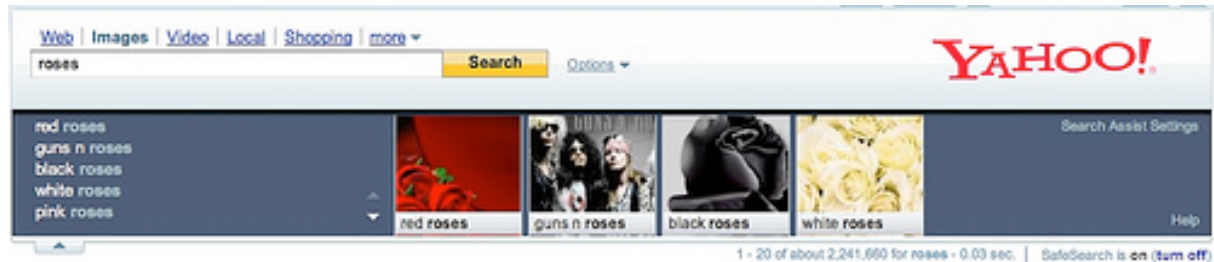 Web | Images | Video | Local | Shopping | more
roses
Search
Options
YAHOO!
red roses
guns n roses
black roses
white roses
pink roses
red roses
guns n roses
black roses
white roses
Search Assist Settings
Help
1 - 20 of about 2,241,660 for roses - 0.03 sec. | SafeSearch is on (turn off)